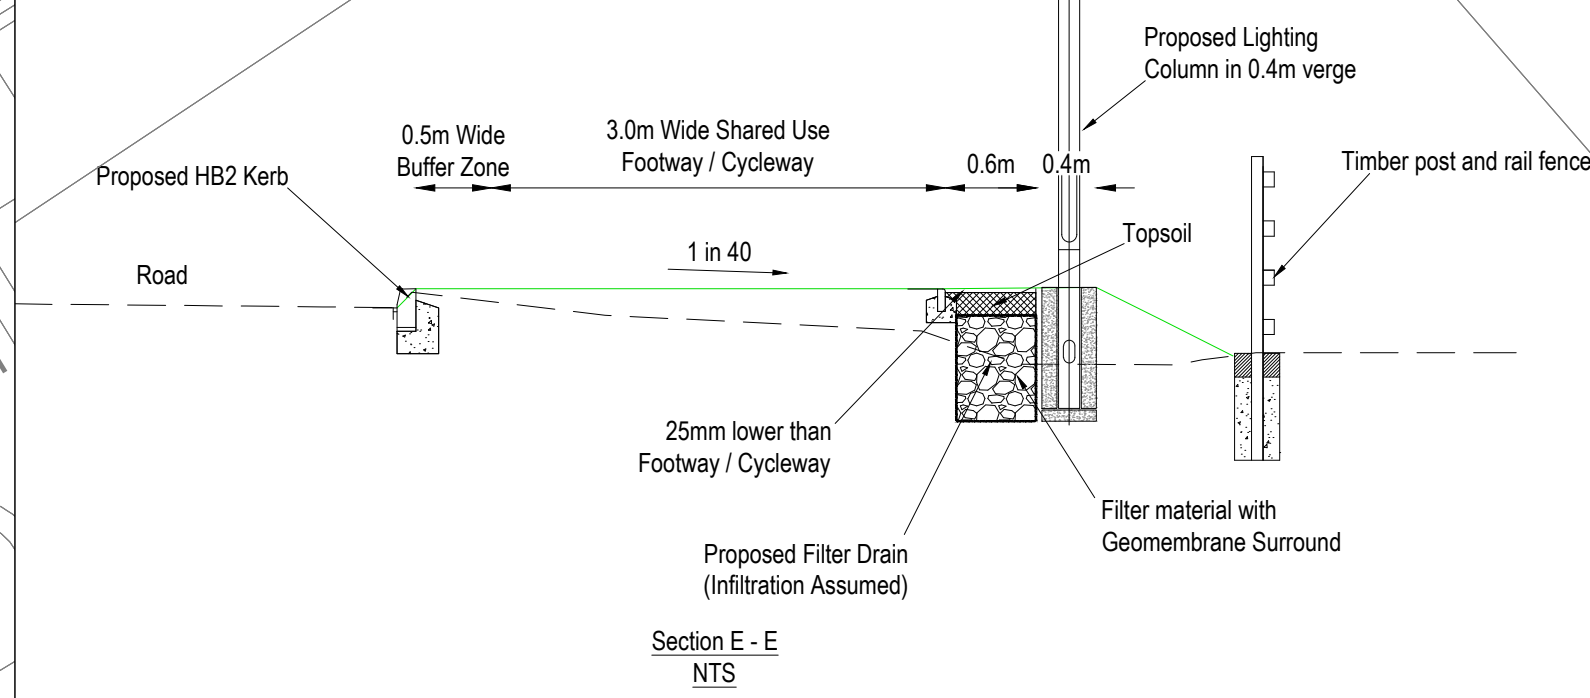 Proposed Lighting
Column in 0.4m verge
0.5m Wide
Buffer Zone
3.0m Wide Shared Use
Footway / Cycleway
0.6m
0.4m
Timber post and rail fence
Proposed HB2 Kerb
Topsoil
1 in 40
Road
25mm lower than
Footway / Cycleway
Filter material with
Geomembrane Surround
Proposed Filter Drain
(Infiltration Assumed)
Section E - E
NTS